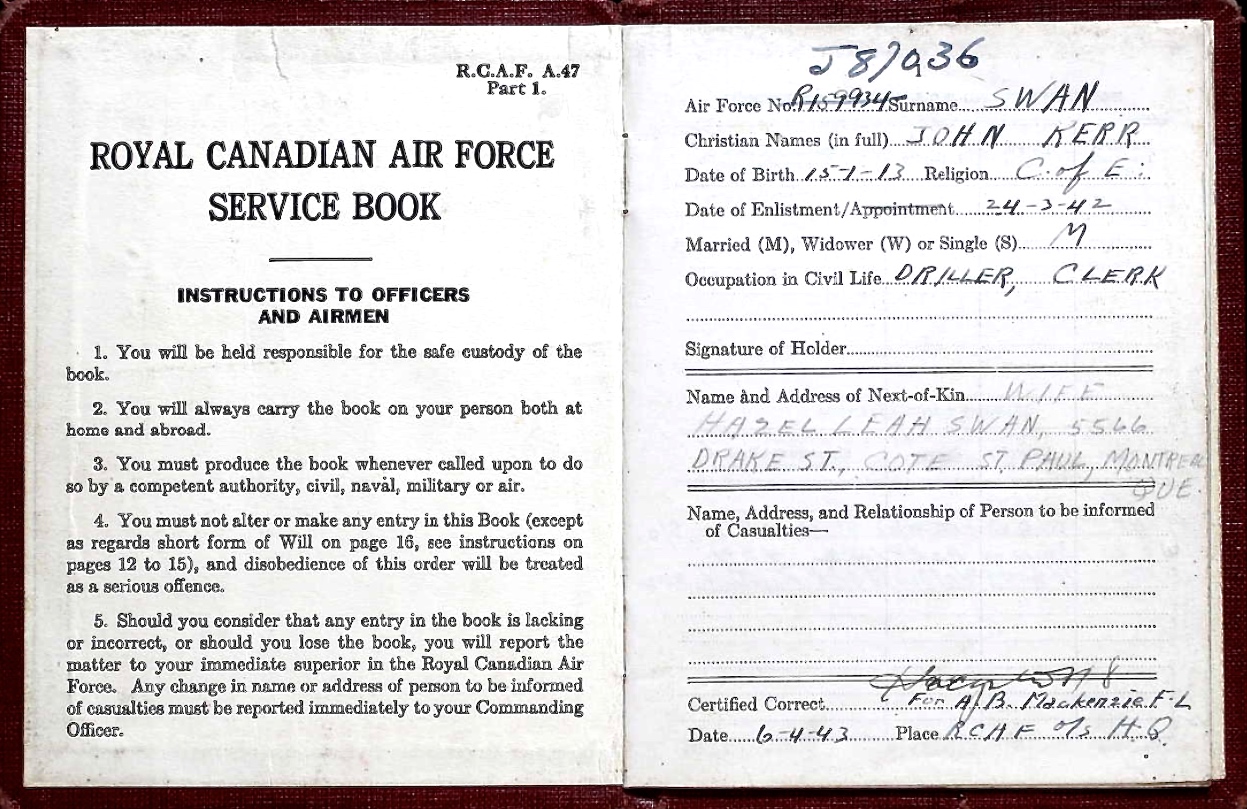 R.C.A.F. A.47
Part 1.
ROYAL CANADIAN AIR FORCE
SERVICE BOOK
INSTRUCTIONS TO OFFICERS
AND AIRMEN
1. You will be held responsible for the safe custody of the
book.
2. You will always carry the book on your person both at
home and abroad.
3. You must produce the book whenever called upon to do
so by a competent authority, civil, naval, military or air.
4. You must not alter or make any entry in this Book (except
as regards short form of Will on page 16, see instructions on
pages 12 to 15), and disobedience of this order will be treated
as a serious offence.
5. Should you consider that any entry in the book is lacking
or incorrect, or should you lose the book, you will report the
matter to your immediate superior in the Royal Canadian Air
Force. Any change in name or address of person to be informed
of casualties must be reported immediately to your Commanding
Officer.
J87036
Air Force No. R159934 Surname SWAN
Christian Names (in full) JOHN KERR
Date of Birth 15-1-13 Religion C. of E.
Date of Enlistment/Appointment 24-3-42
Married (M), Widower (W) or Single (S) M
Occupation in Civil Life DRILLER, CLERK
Signature of Holder
Name and Address of Next-of-Kin WIFE
HAZEL LEAH SWAN, 5566
DRAKE ST., COTE ST. PAUL, MONTREAL
QUE.
Name, Address, and Relationship of Person to be informed
of Casualties—
Certified Correct For A.B. Mackenzie F-L
Date 6-4-43 Place RCAF o/s H.Q.